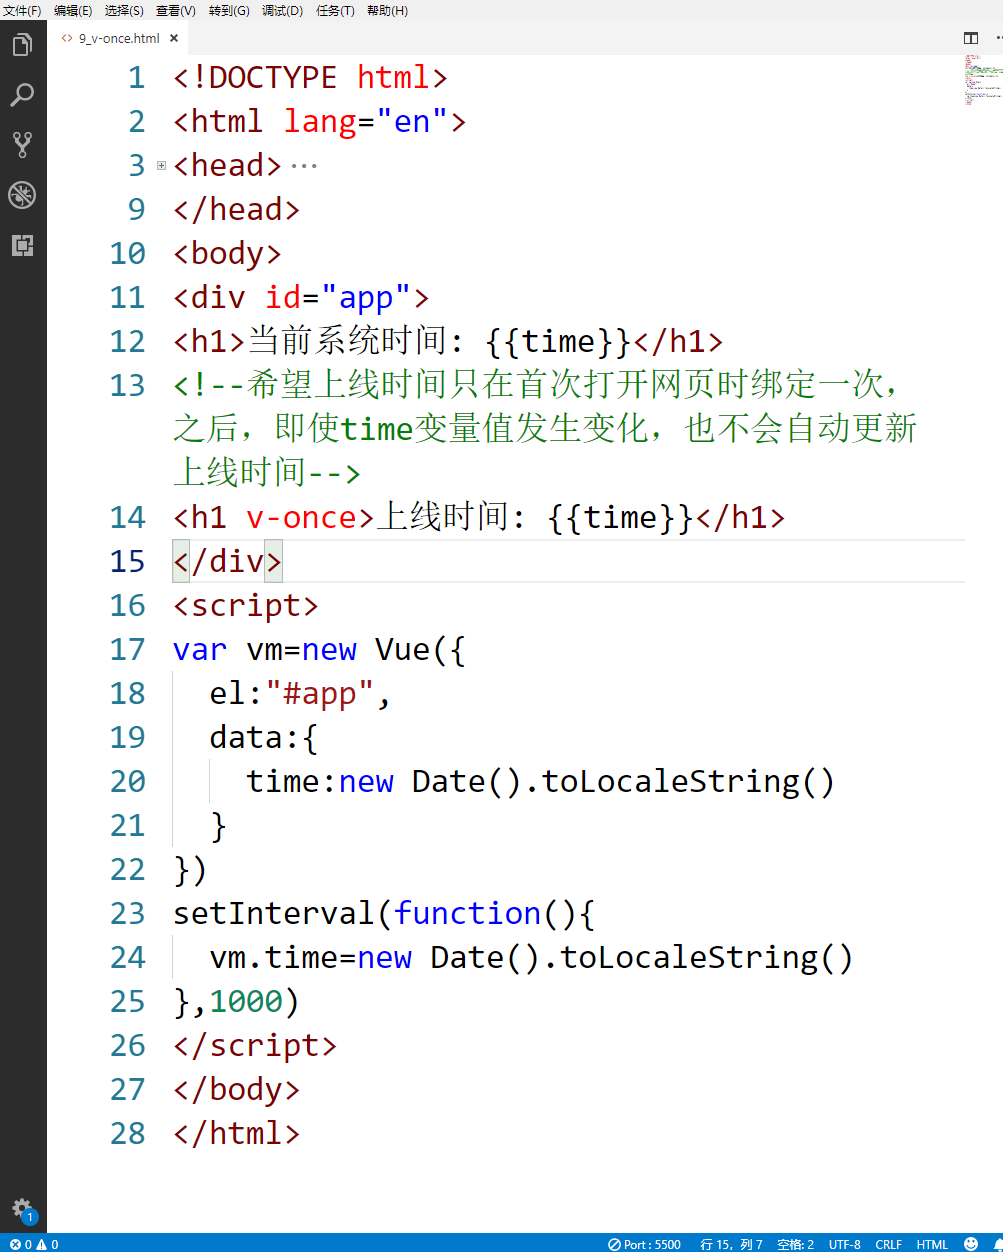 文件(F) 编辑(E) 选择(S) 查看(V) 转到(G) 调试(D) 任务(T) 帮助(H)
9_v-once.html
1 <!DOCTYPE html>
2 <html lang="en">
3 <head>···
9 </head>
10 <body>
11 <div id="app">
12 <h1>当前系统时间: {{time}}</h1>
13 <!--希望上线时间只在首次打开网页时绑定一次，
之后，即使time变量值发生变化，也不会自动更新
上线时间-->
14 <h1 v-once>上线时间: {{time}}</h1>
15 </div>
16 <script>
17 var vm=new Vue({
18   el:"#app",
19   data:{
20     time:new Date().toLocaleString()
21   }
22 })
23 setInterval(function(){
24   vm.time=new Date().toLocaleString()
25 },1000)
26 </script>
27 </body>
28 </html>
1
0 0 Port : 5500 行 15，列 7 空格: 2 UTF-8 CRLF HTML